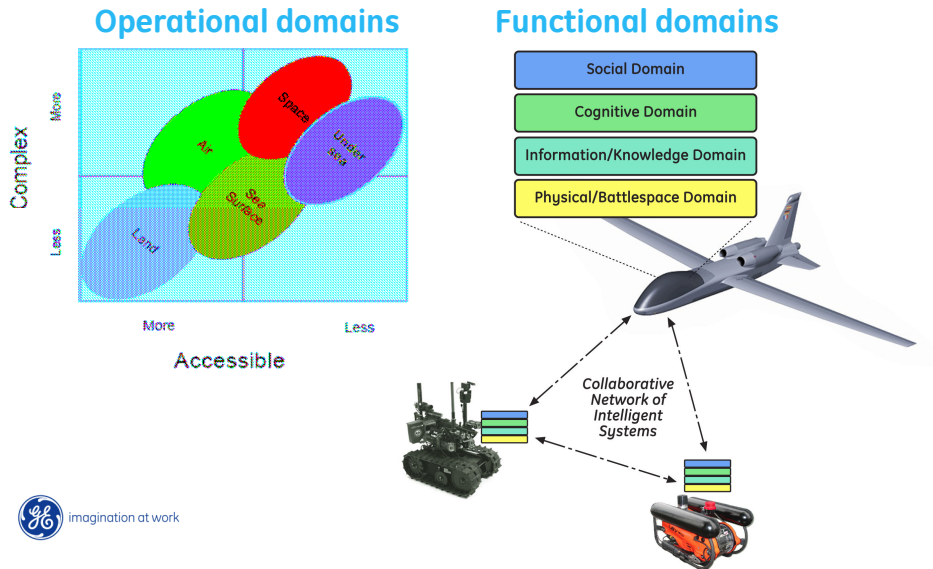 Operational domains
Functional domains
Complex
More
Less
Air
Space
Under
sea
Sea
Surface
Land
More
Less
Accessible
Social Domain
Cognitive Domain
Information/Knowledge Domain
Physical/Battlespace Domain
Collaborative
Network of
Intelligent
Systems
GE
imagination at work